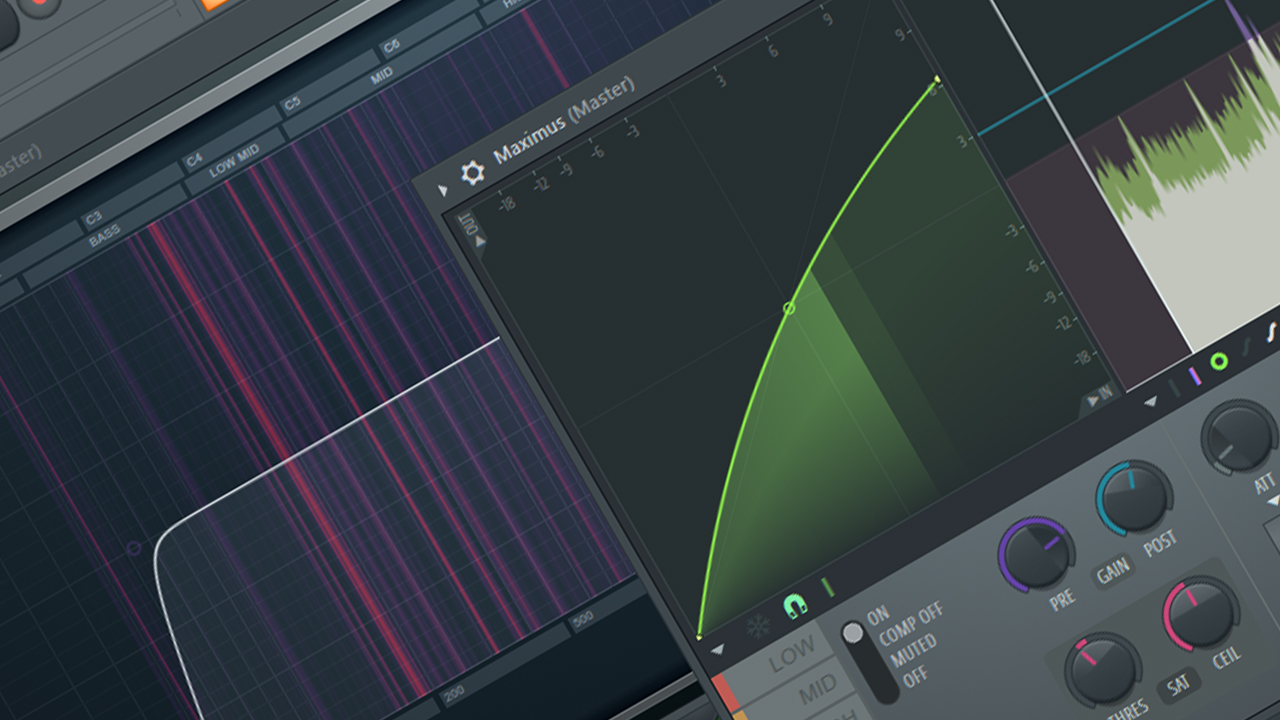 C6
MID
C5
C4
LOW MID
C3
BASS
aster)
Maximus (Master)
-18 -12 -9 -6 -3 3 6 9
OUT
9
6
3
-3
-6
-9
-12
-18
IN
200
500
LOW
MID
ON
COMP OFF
MUTED
OFF
PRE
GAIN
POST
ATT
THRES
SAT
CEIL